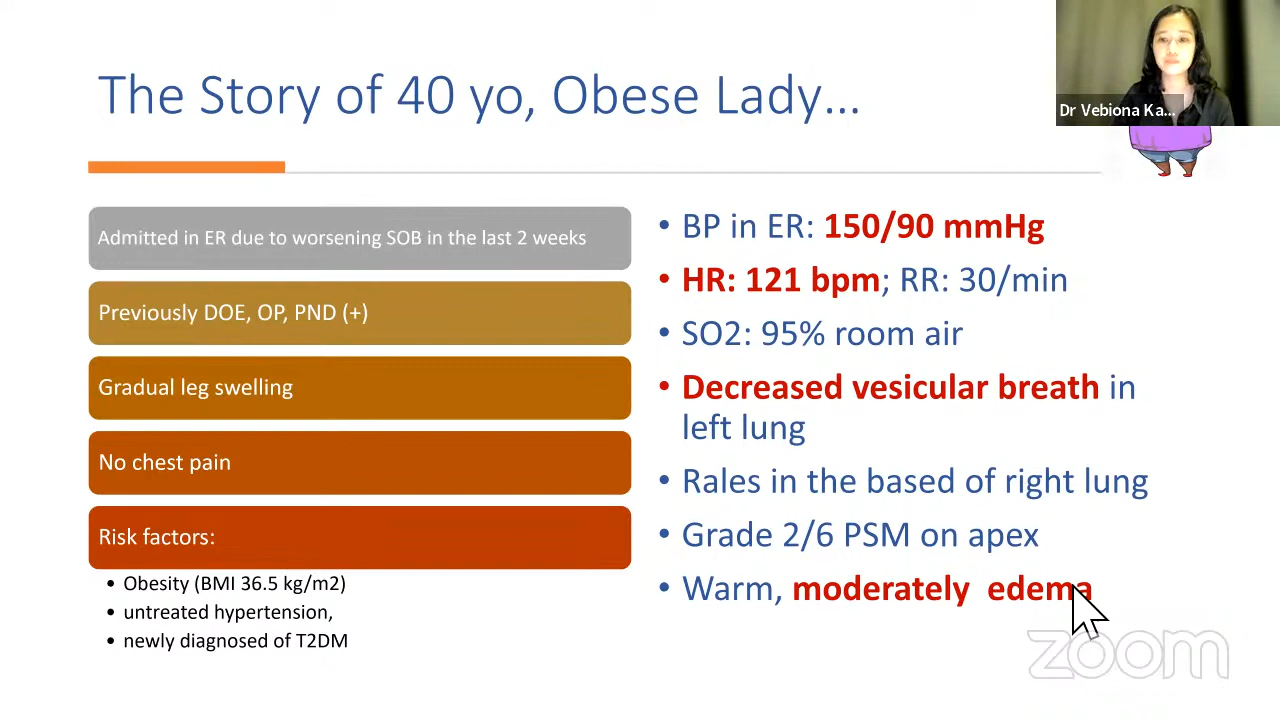 The Story of 40 yo, Obese Lady...
Dr Vebiona Ka...
Admitted in ER due to worsening SOB in the last 2 weeks
Previously DOE, OP, PND (+)
Gradual leg swelling
No chest pain
Risk factors:
• Obesity (BMI 36.5 kg/m2)
• untreated hypertension,
• newly diagnosed of T2DM
• BP in ER: 150/90 mmHg
• HR: 121 bpm; RR: 30/min
• SO2: 95% room air
• Decreased vesicular breath in
left lung
• Rales in the based of right lung
• Grade 2/6 PSM on apex
• Warm, moderately edema
zoom